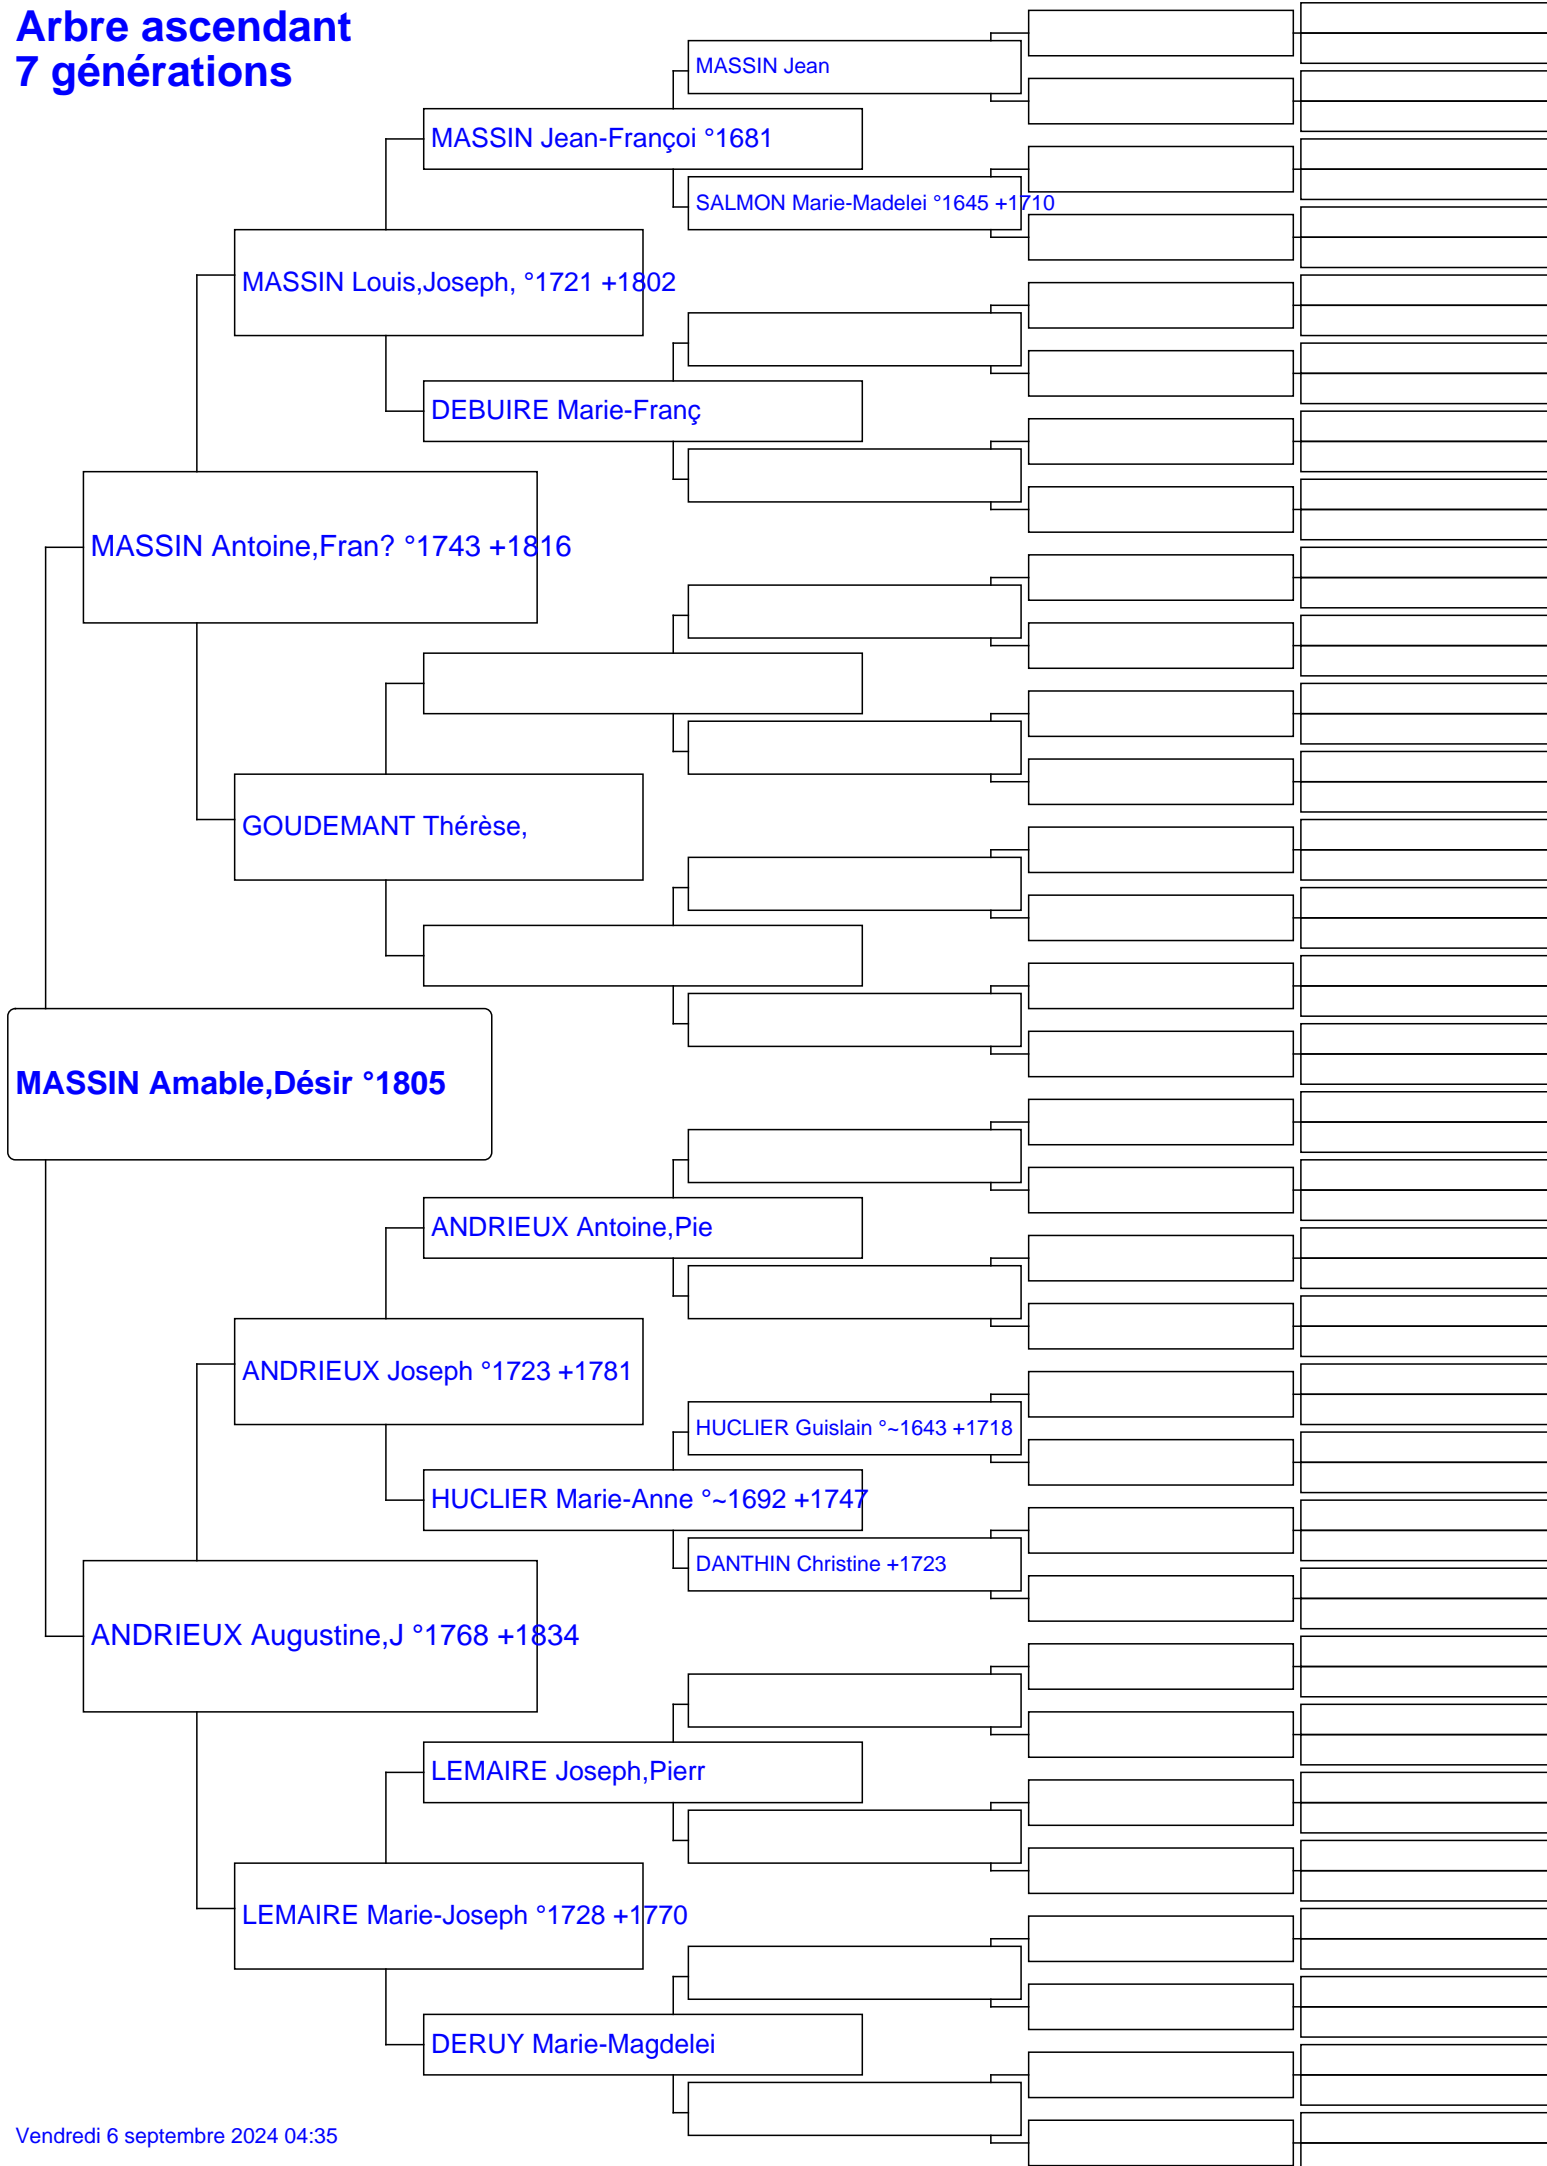 Arbre ascendant
7 générations
MASSIN Jean
MASSIN Jean-Françoi °1681
SALMON Marie-Madelei °1645 +1710
MASSIN Louis,Joseph, °1721 +1802
DEBUIRE Marie-Franç
MASSIN Antoine,Fran? °1743 +1816
GOUDEMANT Thérèse,
MASSIN Amable,Désir °1805
ANDRIEUX Antoine,Pie
ANDRIEUX Joseph °1723 +1781
HUCLIER Guislain °~1643 +1718
HUCLIER Marie-Anne °~1692 +1747
DANTHIN Christine +1723
ANDRIEUX Augustine,J °1768 +1834
LEMAIRE Joseph,Pierr
LEMAIRE Marie-Joseph °1728 +1770
DERUY Marie-Magdelei
Vendredi 6 septembre 2024 04:35